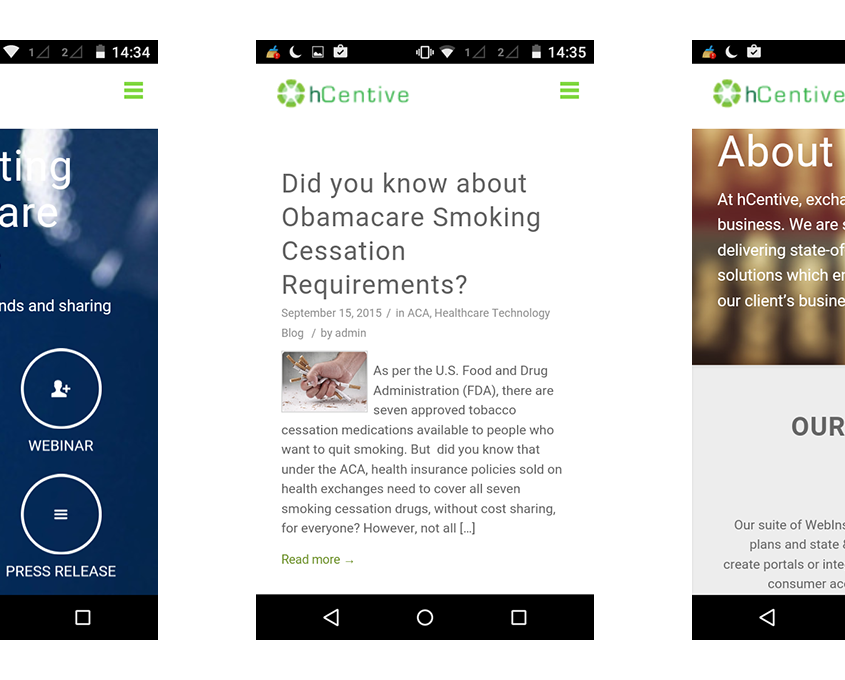 1 2 14:34
ting
are
nds and sharing
WEBINAR
PRESS RELEASE
1 2 14:35
hCentive
Did you know about
Obamacare Smoking
Cessation
Requirements?
September 15, 2015 / in ACA, Healthcare Technology
Blog / by admin
As per the U.S. Food and Drug
Administration (FDA), there are
seven approved tobacco
cessation medications available to people who
want to quit smoking. But did you know that
under the ACA, health insurance policies sold on
health exchanges need to cover all seven
smoking cessation drugs, without cost sharing,
for everyone? However, not all [...]
Read more →
hCentive
About
At hCentive, excha
business. We are s
delivering state-of
solutions which en
our client’s busine
OUR
Our suite of WebIns
plans and state &
create portals or inte
consumer acc